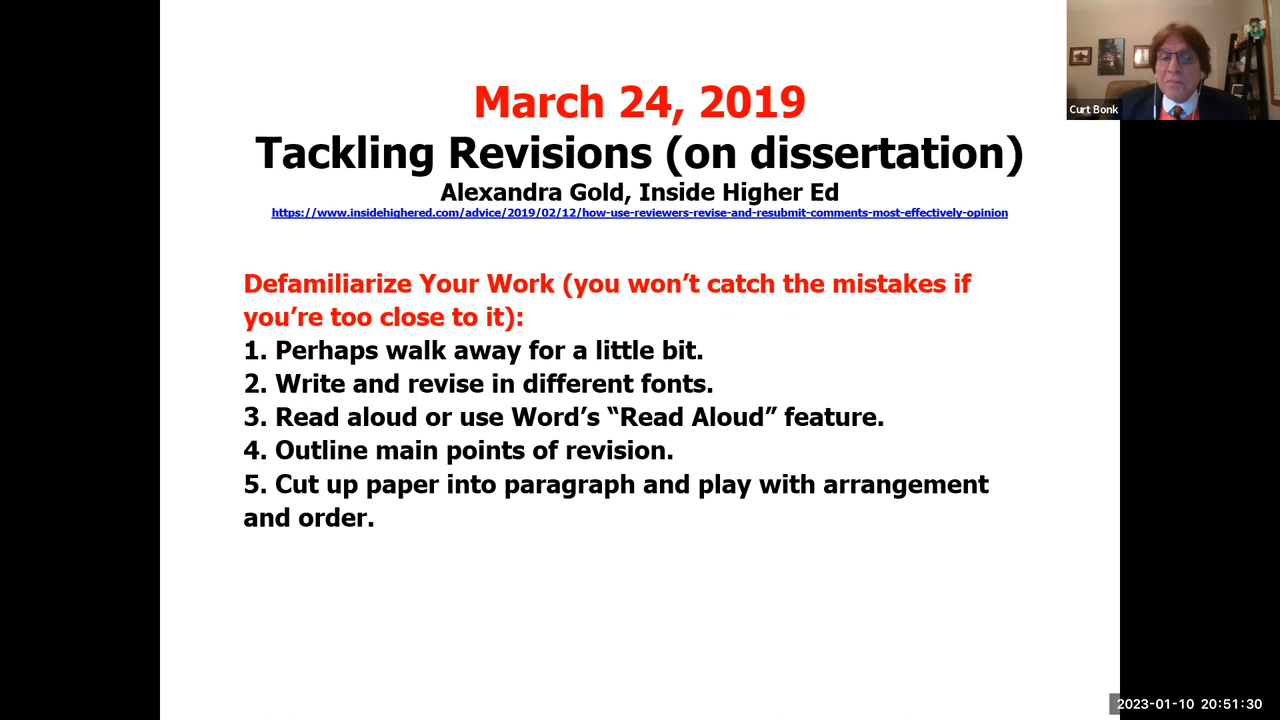 March 24, 2019
Tackling Revisions (on dissertation)
Alexandra Gold, Inside Higher Ed
https://www.insidehighered.com/advice/2019/02/12/how-use-reviewers-revise-and-resubmit-comments-most-effectively-opinion
Curt Bonk
Defamiliarize Your Work (you won’t catch the mistakes if
you’re too close to it):
1. Perhaps walk away for a little bit.
2. Write and revise in different fonts.
3. Read aloud or use Word’s “Read Aloud” feature.
4. Outline main points of revision.
5. Cut up paper into paragraph and play with arrangement
and order.
2023-01-10 20:51:30